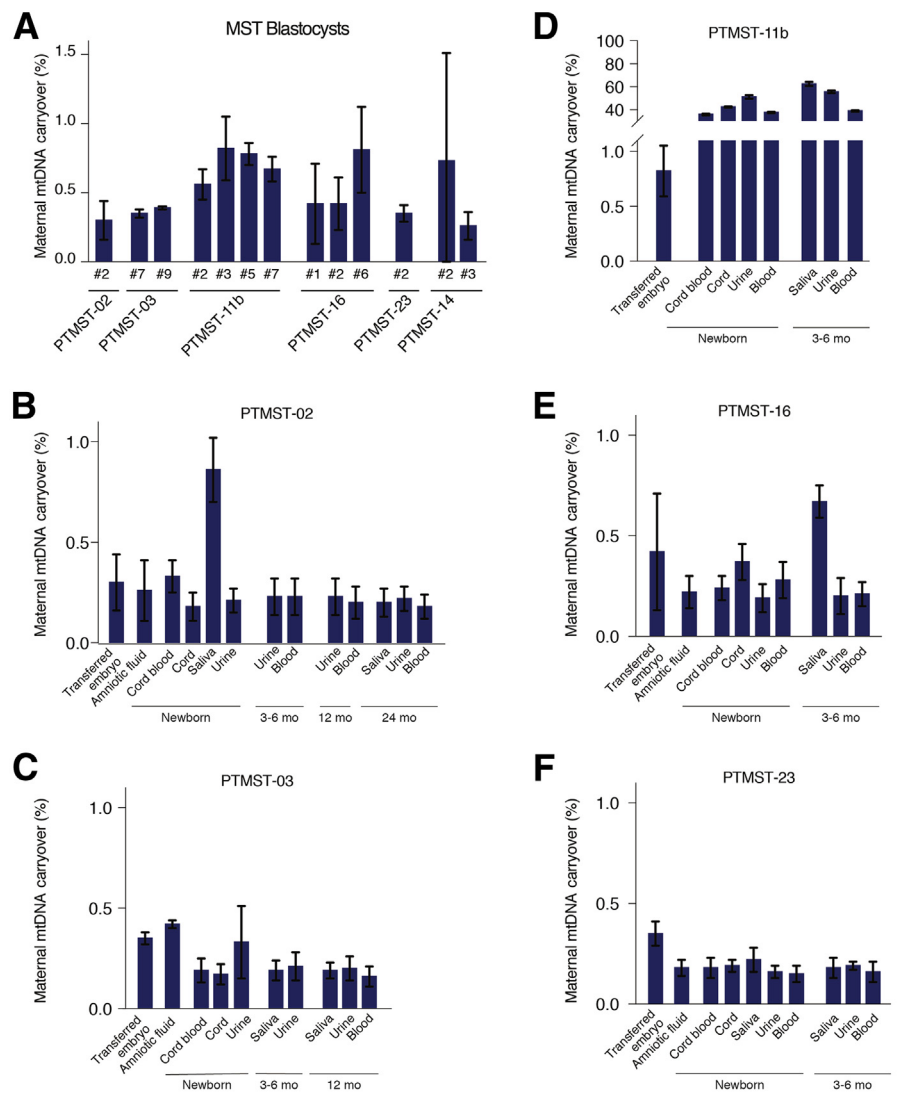 A
MST Blastocysts
Maternal mtDNA carryover (%)
1.5
1.0
0.5
0.0
#2 #7 #9 #2 #3 #5 #7 #1 #2 #6 #2 #2 #3
PTMST-02 PTMST-03 PTMST-11b PTMST-16 PTMST-23 PTMST-14
B
PTMST-02
Maternal mtDNA carryover (%)
1.0
0.5
0.0
Transferred
embryo
Amniotic fluid
Cord blood
Cord
Saliva
Urine
Urine
Blood
Urine
Blood
Saliva
Urine
Blood
Newborn 3-6 mo 12 mo 24 mo
C
PTMST-03
Maternal mtDNA carryover (%)
1.0
0.5
0.0
Transferred
embryo
Amniotic fluid
Cord blood
Cord
Urine
Saliva
Urine
Saliva
Urine
Blood
Newborn 3-6 mo 12 mo
D
PTMST-11b
Maternal mtDNA carryover (%)
100
80
60
40
1.0
0.5
0.0
Transferred
embryo
Cord blood
Cord
Urine
Blood
Saliva
Urine
Blood
Newborn 3-6 mo
E
PTMST-16
Maternal mtDNA carryover (%)
1.0
0.5
0.0
Transferred
embryo
Amniotic fluid
Cord blood
Cord
Urine
Blood
Saliva
Urine
Blood
Newborn 3-6 mo
F
PTMST-23
Maternal mtDNA carryover (%)
1.0
0.5
0.0
Transferred
embryo
Amniotic fluid
Cord blood
Cord
Saliva
Urine
Blood
Saliva
Urine
Blood
Newborn 3-6 mo